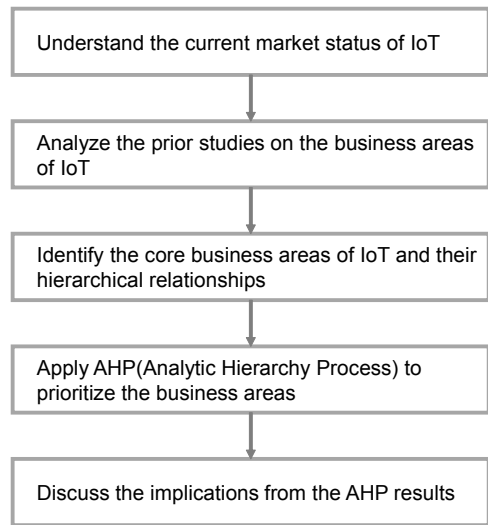 Understand the current market status of IoT
Analyze the prior studies on the business areas
of IoT
Identify the core business areas of IoT and their
hierarchical relationships
Apply AHP(Analytic Hierarchy Process) to
prioritize the business areas
Discuss the implications from the AHP results